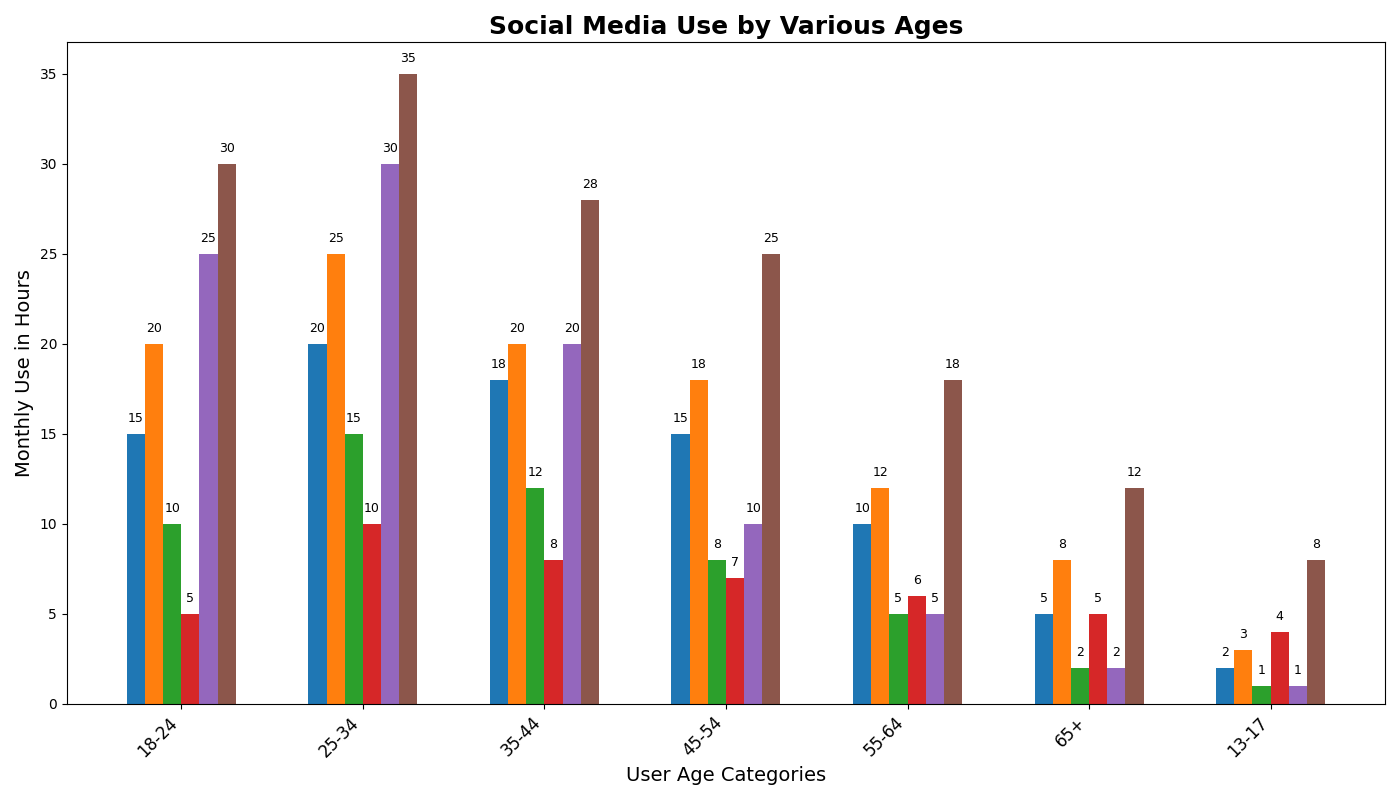 Social Media Use by Various Ages
Monthly Use in Hours
35
30
25
20
15
10
5
0
15 20 10 5 25 30
20 25 15 10 30 35
18 20 12 8 20 28
15 18 8 7 10 25
10 12 5 6 5 18
5 8 2 5 2 12
2 3 1 4 1 8
18-24 25-34 35-44 45-54 55-64 65+ 13-17
User Age Categories